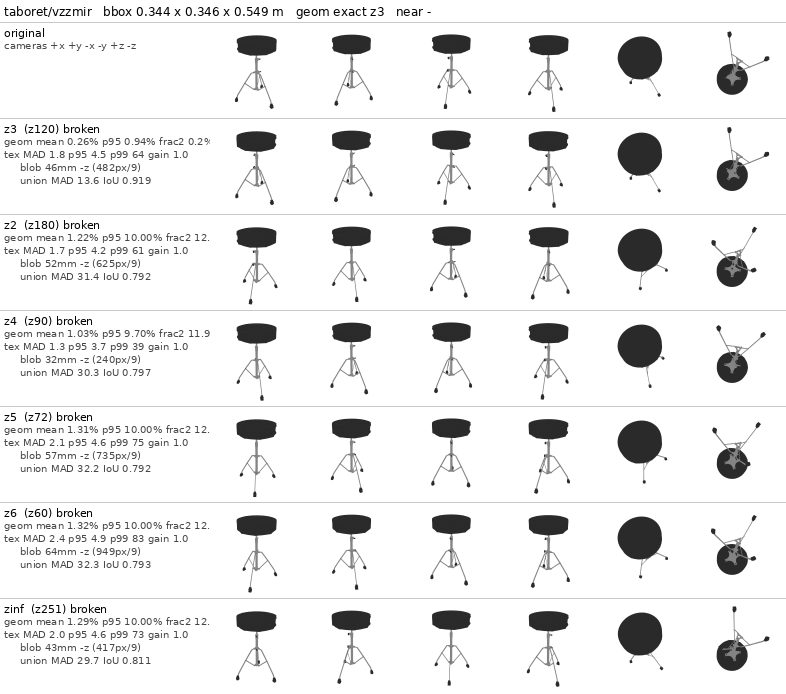 taboret/vzzmir   bbox 0.344 x 0.346 x 0.549 m   geom exact z3   near -
original
cameras +x +y -x -y +z -z
z3  (z120) broken
geom mean 0.26% p95 0.94% frac2 0.2%
tex MAD 1.8 p95 4.5 p99 64 gain 1.0
blob 46mm -z (482px/9)
union MAD 13.6 IoU 0.919
z2  (z180) broken
geom mean 1.22% p95 10.00% frac2 12.
tex MAD 1.7 p95 4.2 p99 61 gain 1.0
blob 52mm -z (625px/9)
union MAD 31.4 IoU 0.792
z4  (z90) broken
geom mean 1.03% p95 9.70% frac2 11.9
tex MAD 1.3 p95 3.7 p99 39 gain 1.0
blob 32mm -z (240px/9)
union MAD 30.3 IoU 0.797
z5  (z72) broken
geom mean 1.31% p95 10.00% frac2 12.
tex MAD 2.1 p95 4.6 p99 75 gain 1.0
blob 57mm -z (735px/9)
union MAD 32.2 IoU 0.792
z6  (z60) broken
geom mean 1.32% p95 10.00% frac2 12.
tex MAD 2.4 p95 4.9 p99 83 gain 1.0
blob 64mm -z (949px/9)
union MAD 32.3 IoU 0.793
zinf  (z251) broken
geom mean 1.29% p95 10.00% frac2 12.
tex MAD 2.0 p95 4.6 p99 73 gain 1.0
blob 43mm -z (417px/9)
union MAD 29.7 IoU 0.811